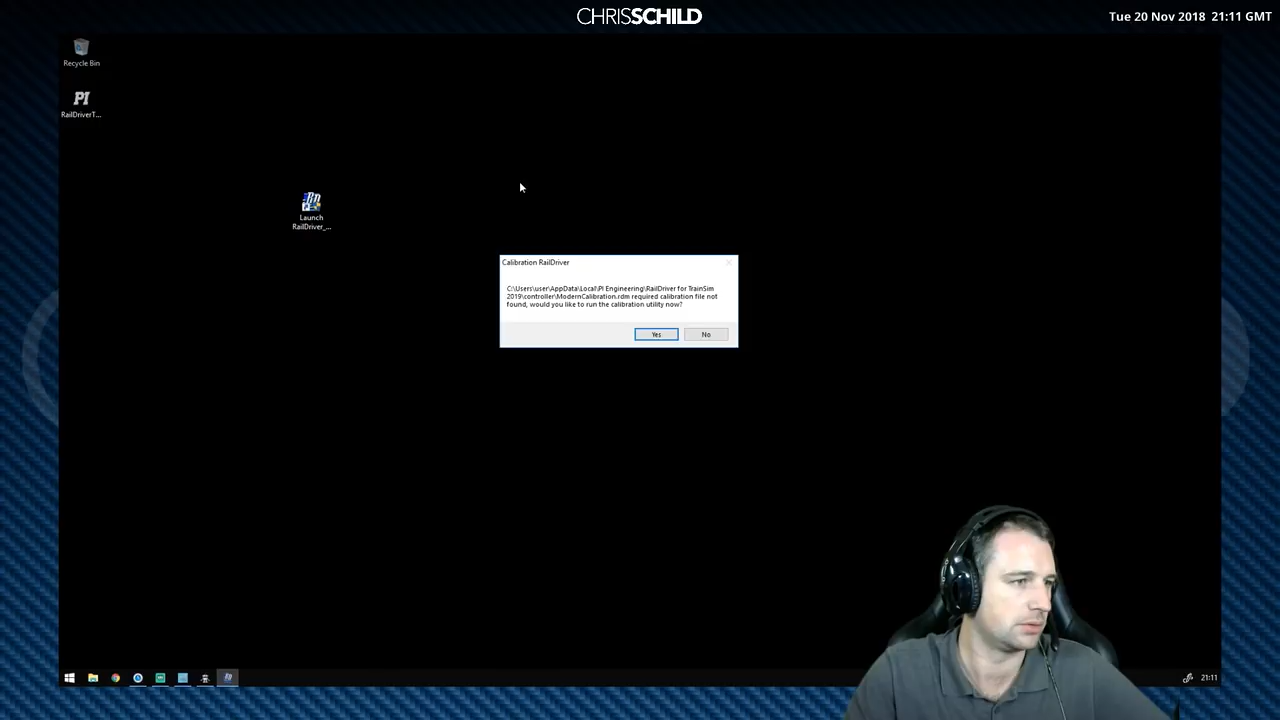 CHRISSCHILD
Tue 20 Nov 2018 21:11 GMT
Recycle Bin
PI
RailDriverT...
Launch
RailDriver_...
Calibration RailDriver
C:\Users\user\AppData\Local\PI Engineering\RailDriver for TrainSim
2019\controller\ModernCalibration.rdm required calibration file not
found, would you like to run the calibration utility now?
Yes
No
21:11